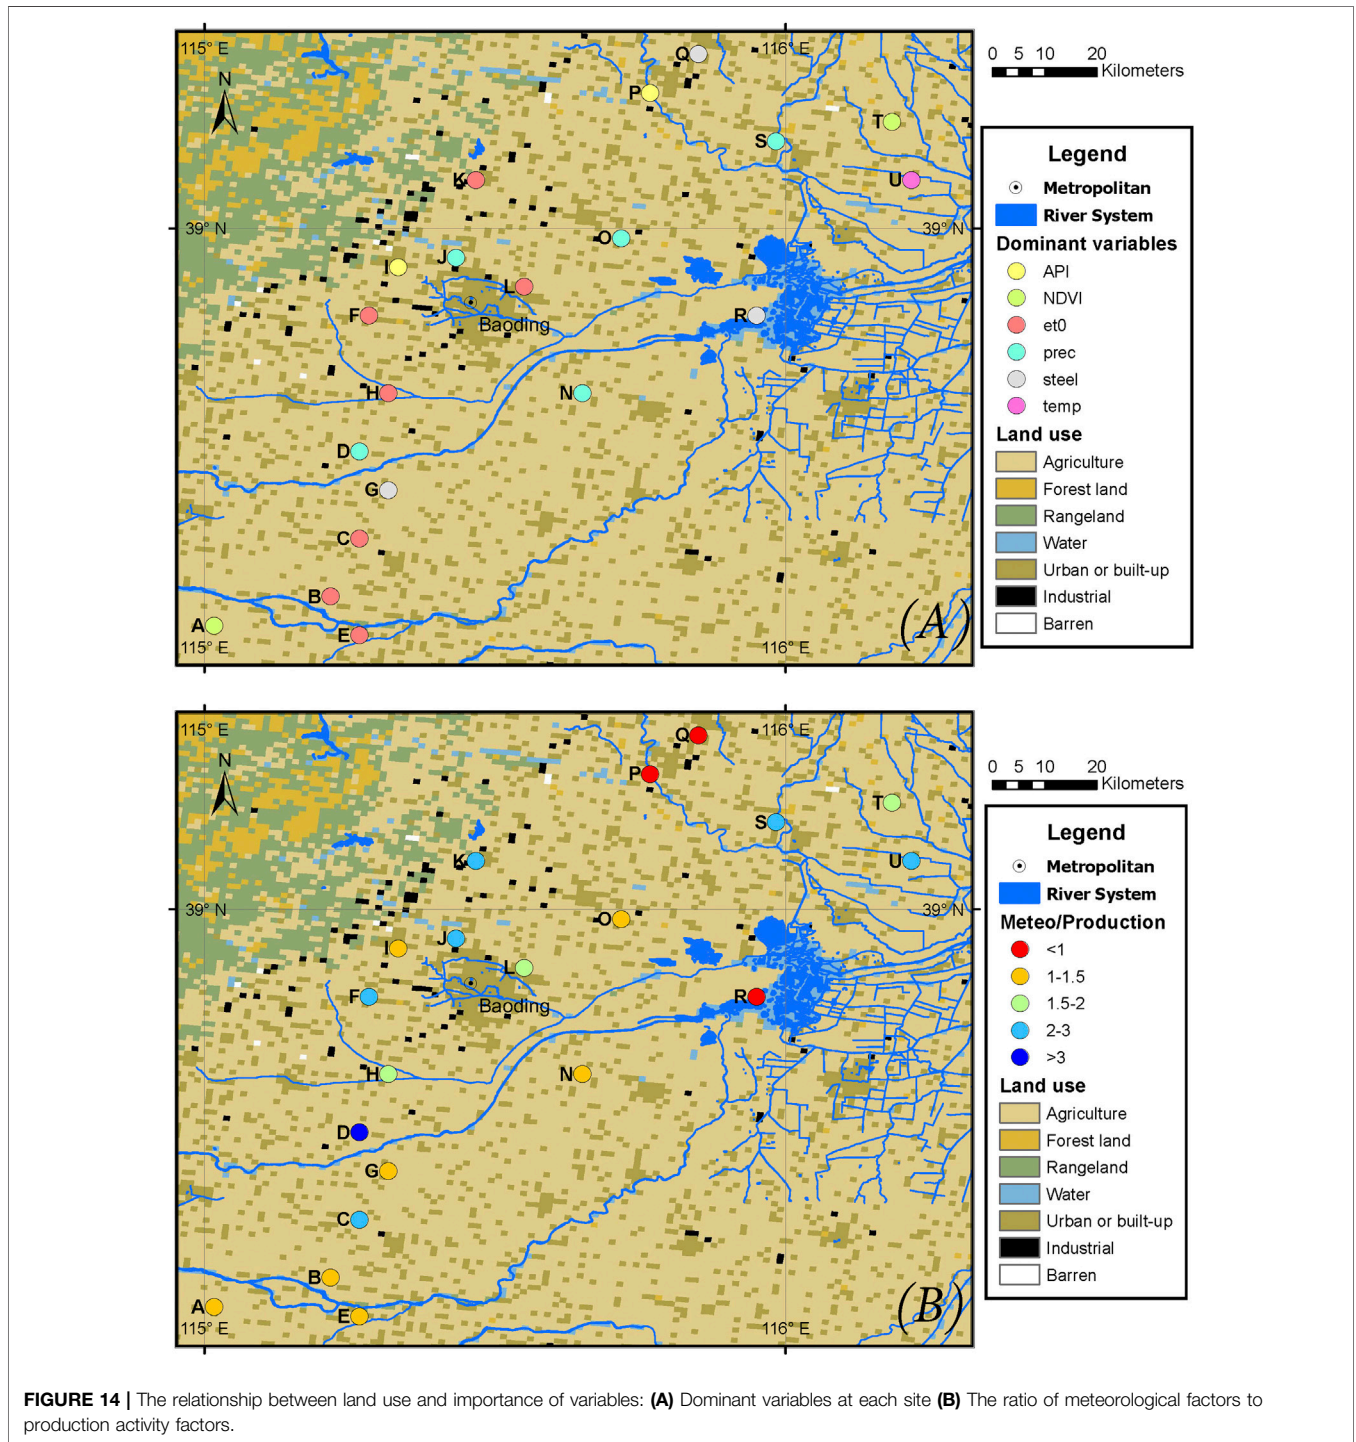 115° E
116° E
N
Q
P
T
S
K
U
39° N
39° N
O
J
I
L
F
Baoding
R
H
N
D
G
C
B
A
E
115° E
116° E
(A)
0 5 10 20
Kilometers
Legend
Metropolitan
River System
Dominant variables
API
NDVI
et0
prec
steel
temp
Land use
Agriculture
Forest land
Rangeland
Water
Urban or built-up
Industrial
Barren
115° E
116° E
N
Q
P
T
S
K
U
39° N
39° N
O
J
I
L
F
Baoding
R
H
N
D
G
C
B
A
E
115° E
116° E
(B)
0 5 10 20
Kilometers
Legend
Metropolitan
River System
Meteo/Production
<1
1-1.5
1.5-2
2-3
>3
Land use
Agriculture
Forest land
Rangeland
Water
Urban or built-up
Industrial
Barren
FIGURE 14 | The relationship between land use and importance of variables: (A) Dominant variables at each site (B) The ratio of meteorological factors to
production activity factors.